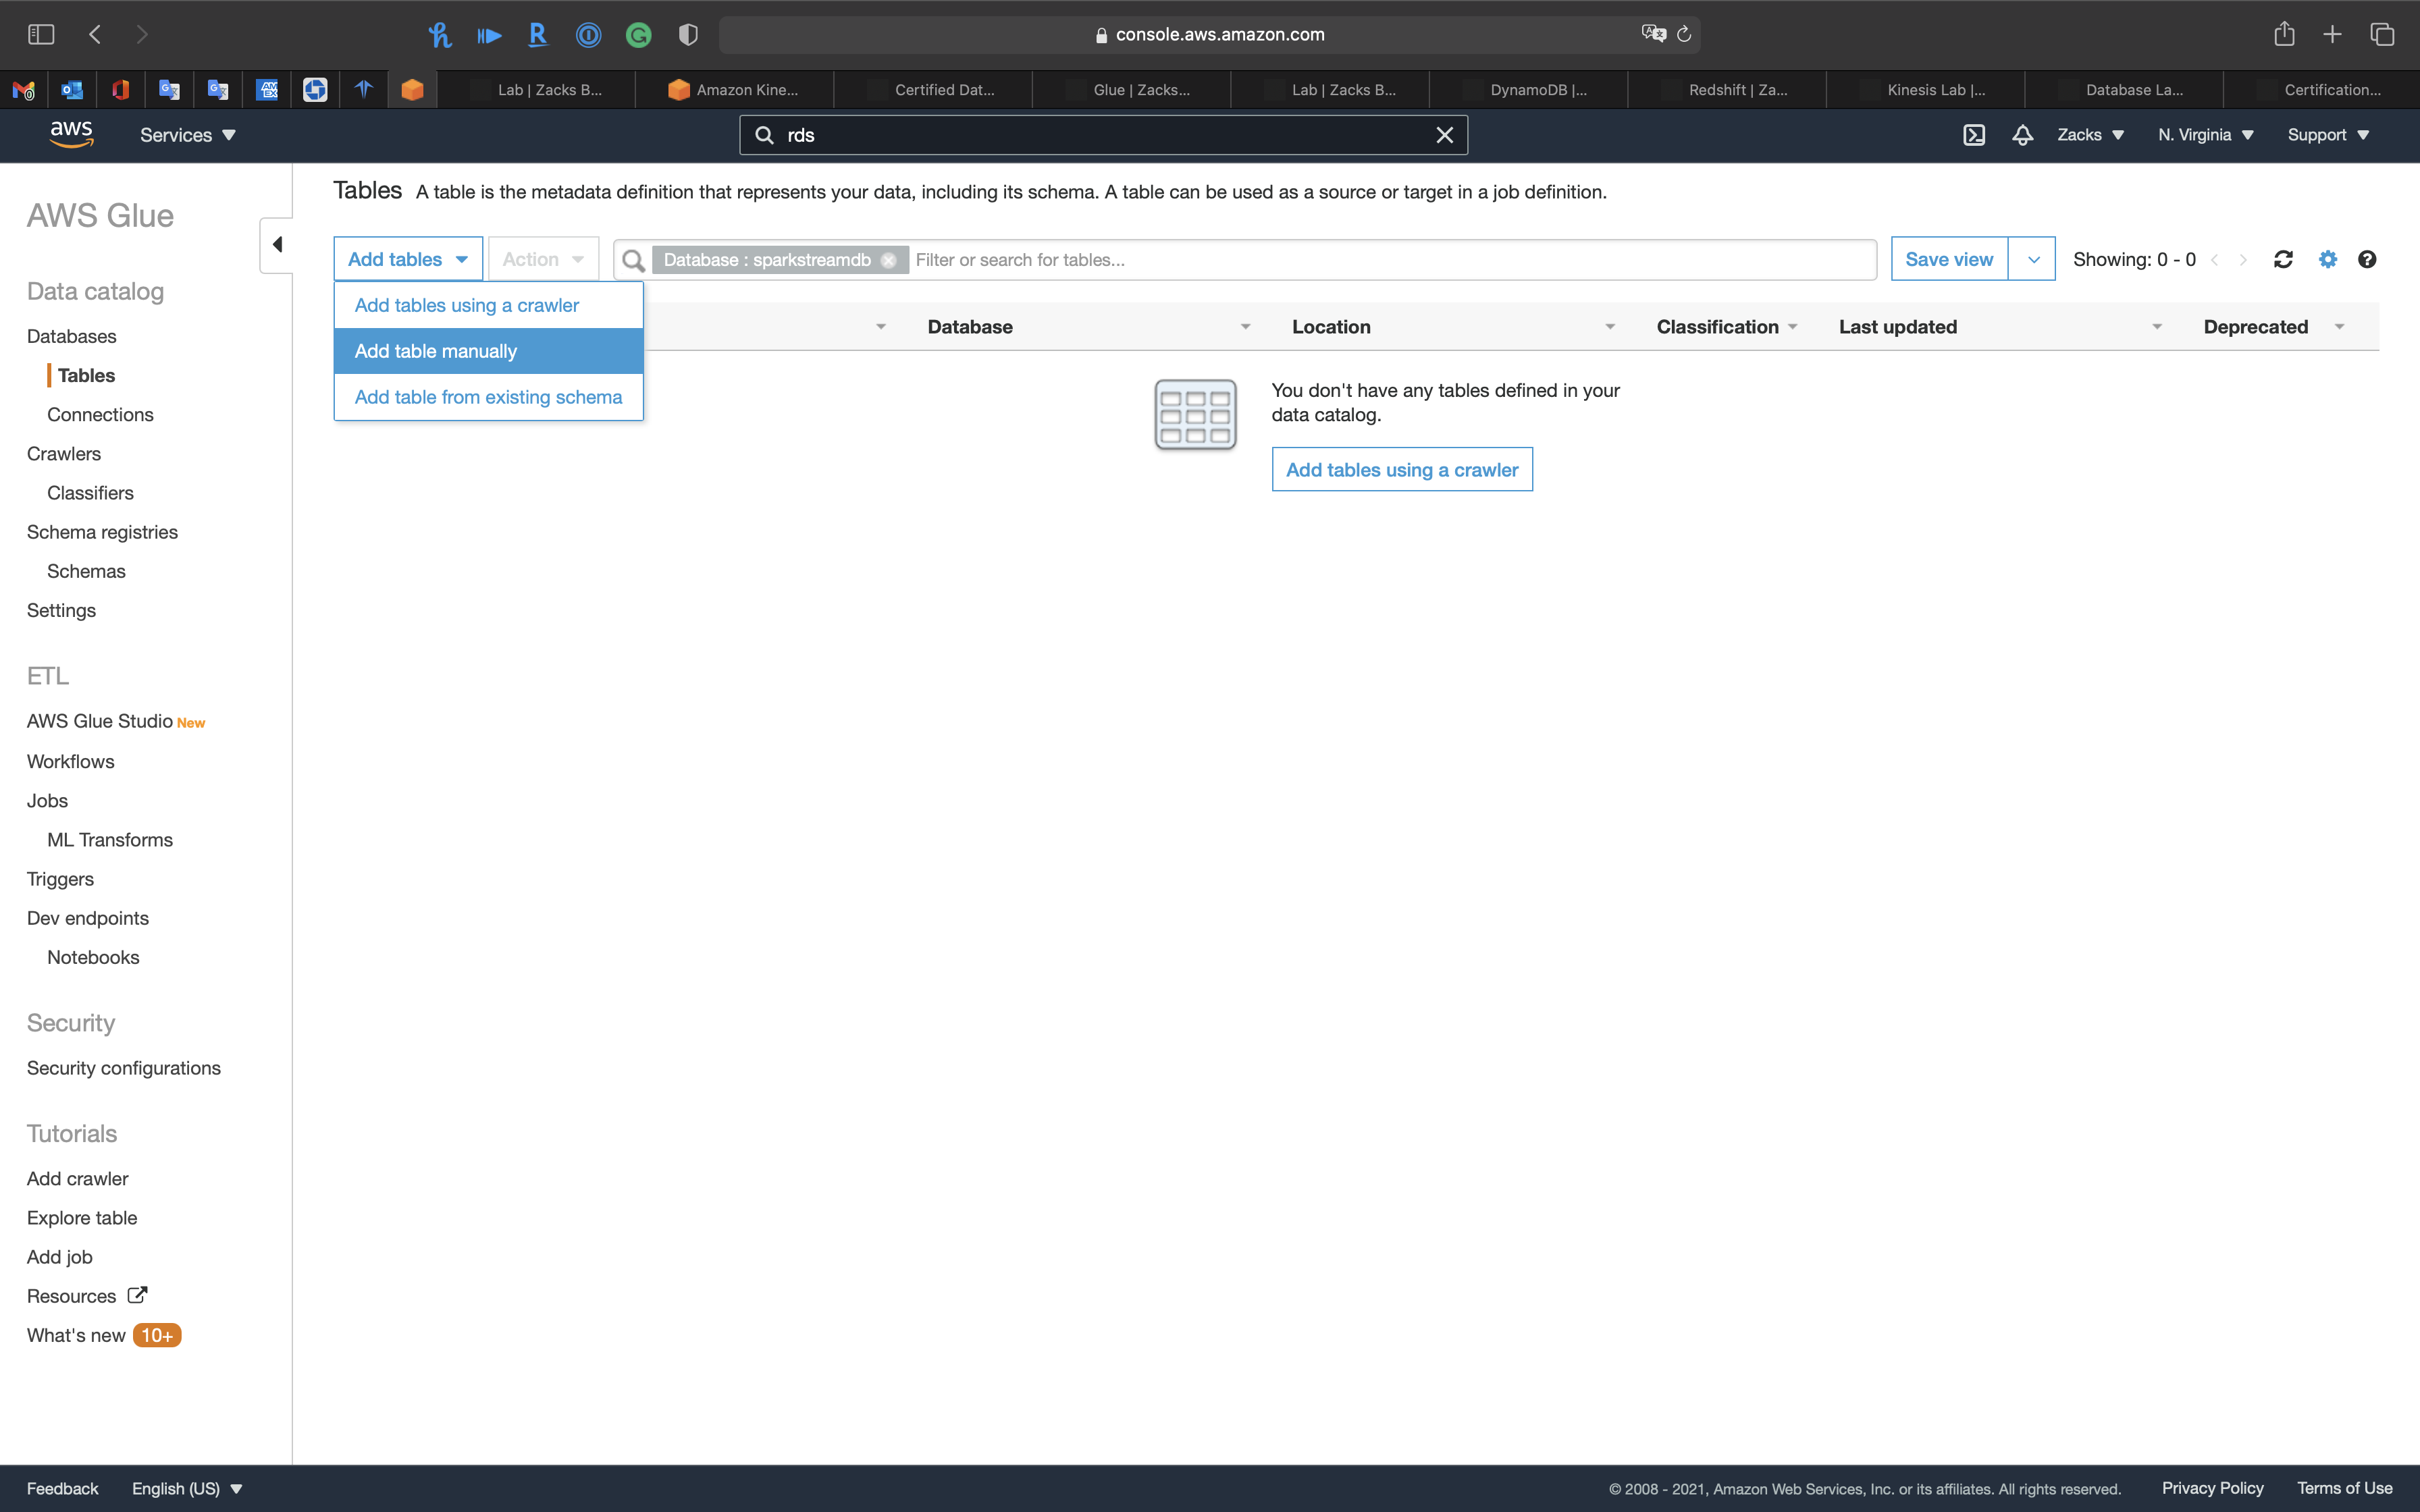 console.aws.amazon.com
Lab | Zacks B...
Amazon Kine...
Certified Dat...
Glue | Zacks...
Lab | Zacks B...
DynamoDB |...
Redshift | Za...
Kinesis Lab |...
Database La...
Certification...
aws
Services
rds
Zacks
N. Virginia
Support
AWS Glue
Data catalog
Databases
Tables
Connections
Crawlers
Classifiers
Schema registries
Schemas
Settings
ETL
AWS Glue Studio New
Workflows
Jobs
ML Transforms
Triggers
Dev endpoints
Notebooks
Security
Security configurations
Tutorials
Add crawler
Explore table
Add job
Resources
What's new 10+
Tables A table is the metadata definition that represents your data, including its schema. A table can be used as a source or target in a job definition.
Add tables
Action
Database : sparkstreamdb
Filter or search for tables...
Save view
Showing: 0 - 0
Add tables using a crawler
Add table manually
Add table from existing schema
Database
Location
Classification
Last updated
Deprecated
You don't have any tables defined in your
data catalog.
Add tables using a crawler
Feedback
English (US)
© 2008 - 2021, Amazon Web Services, Inc. or its affiliates. All rights reserved.
Privacy Policy
Terms of Use